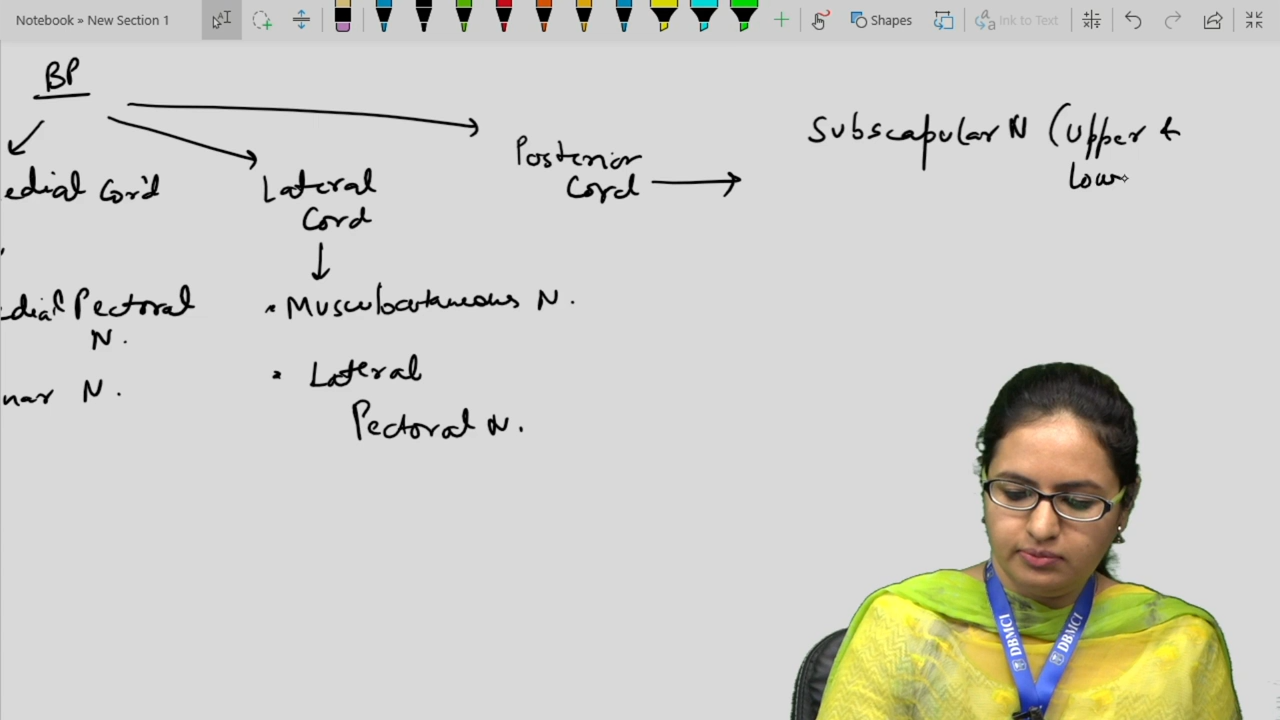 Notebook » New Section 1
Shapes
Ink to Text
BP
edial Cord
Lateral
Cord
Posterior
Cord
Subscapular N (Upper &
Low
edial Pectoral
N.
nar N.
• Musculocutaneous N.
• Lateral
Pectoral N.
DBMCI
DBMCI